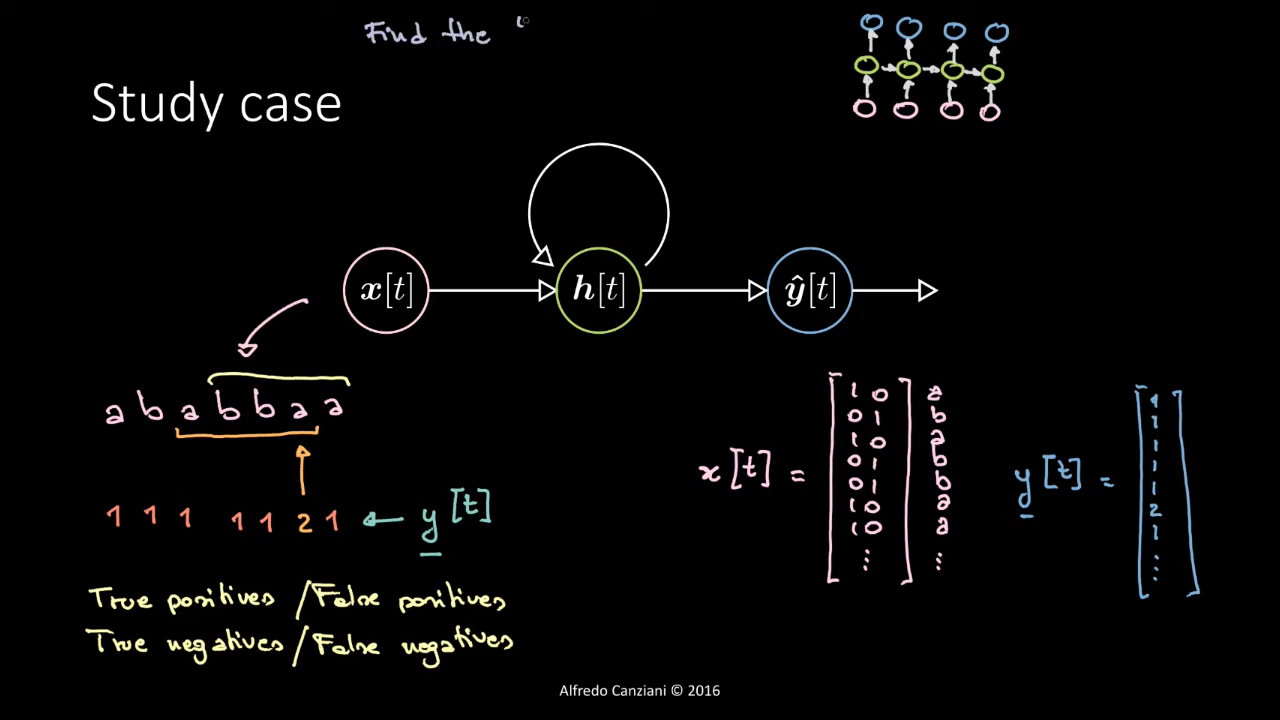 Find the "
Study case
x[t] h[t] ŷ[t]
a b a b b a a
1 1 1 1 1 2 1 ← y[t]
True positives / False positives
True negatives / False negatives
x[t] =
1 0 a
0 1 b
1 0 a
0 1 b
0 1 b
1 0 a
1 0 a
⋮ ⋮
y[t] =
1
1
1
1
1
2
1
⋮
Alfredo Canziani © 2016